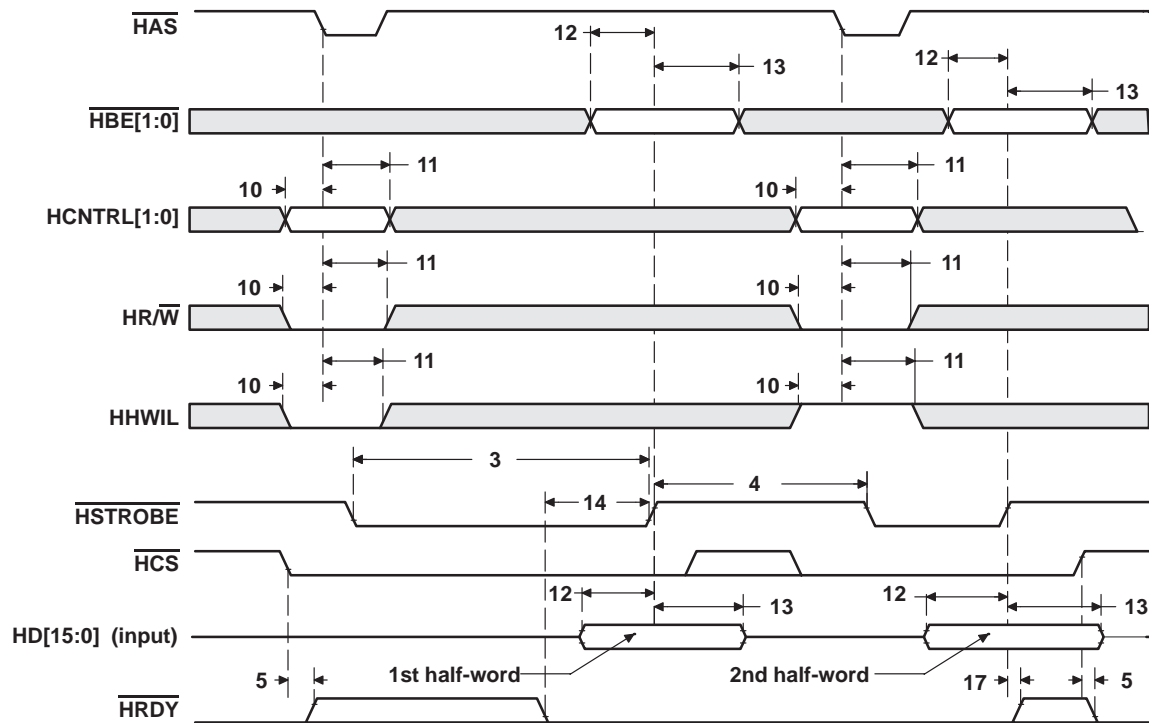 HAS
12
12
13
13
HBE[1:0]
11
11
10
10
HCNTRL[1:0]
11
11
10
10
HR/W
11
11
10
10
HHWIL
3
4
14
HSTROBE
HCS
12
13
12
13
HD[15:0] (input)
1st half-word
2nd half-word
5
17
5
HRDY